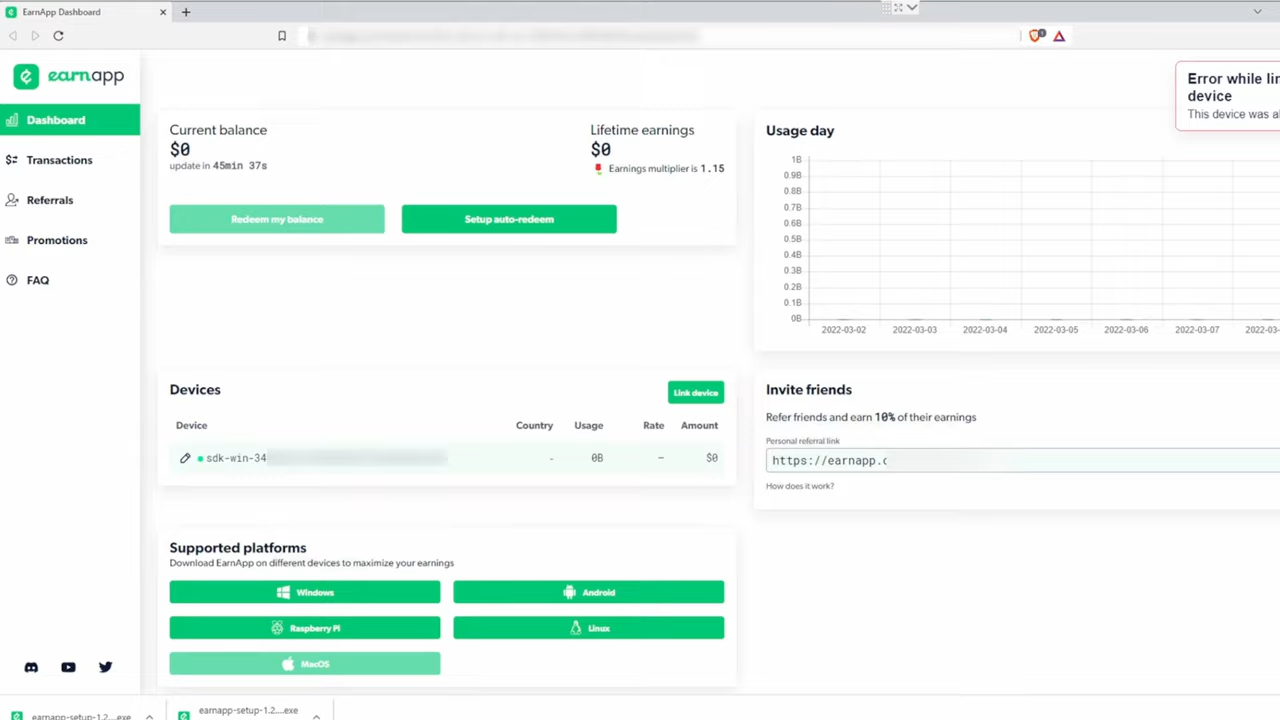 EarnApp Dashboard
earnapp
Dashboard
Transactions
Referrals
Promotions
FAQ
Current balance
$0
update in 45min 37s
Lifetime earnings
$0
Earnings multiplier is 1.15
Redeem my balance
Setup auto-redeem
Usage day
1B
0.9B
0.8B
0.7B
0.6B
0.5B
0.4B
0.3B
0.2B
0.1B
0B
2022-03-02
2022-03-03
2022-03-04
2022-03-05
2022-03-06
2022-03-07
2022-03-
Error while lin
device
This device was al
Devices
Link device
Device Country Usage Rate Amount
sdk-win-34 - 0B – $0
Invite friends
Refer friends and earn 10% of their earnings
Personal referral link
https://earnapp.c
How does it work?
Supported platforms
Download EarnApp on different devices to maximize your earnings
Windows
Android
Raspberry Pi
Linux
MacOS
earnapp-setup-1.2....exe
earnapp-setup-1.2....exe